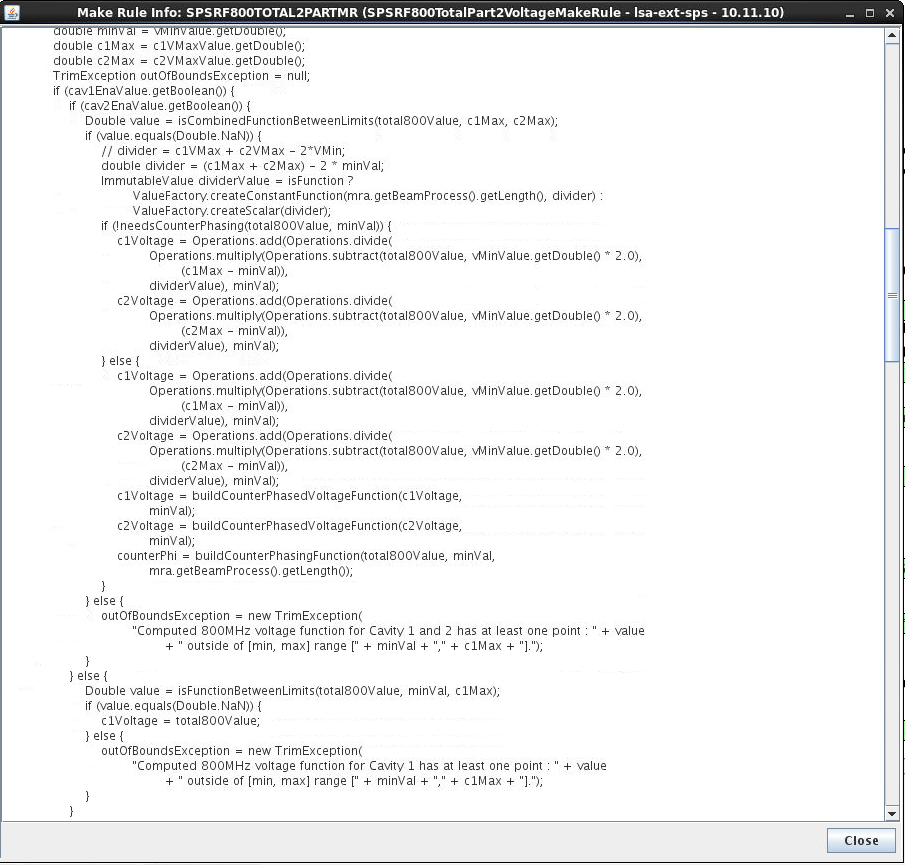 Make Rule Info: SPSRF800TOTAL2PARTMR (SPSRF800TotalPart2VoltageMakeRule - lsa-ext-sps - 10.11.10)
double minVal = vMinValue.getDouble();
double c1Max = c1VMaxValue.getDouble();
double c2Max = c2VMaxValue.getDouble();
TrimException outOfBoundsException = null;
if (cav1EnaValue.getBoolean()) {
if (cav2EnaValue.getBoolean()) {
Double value = isCombinedFunctionBetweenLimits(total800Value, c1Max, c2Max);
if (value.equals(Double.NaN)) {
// divider = c1VMax + c2VMax - 2*VMin;
double divider = (c1Max + c2Max) - 2 * minVal;
ImmutableValue dividerValue = isFunction ?
ValueFactory.createConstantFunction(mra.getBeamProcess().getLength(), divider) :
ValueFactory.createScalar(divider);
if (!needsCounterPhasing(total800Value, minVal)) {
c1Voltage = Operations.add(Operations.divide(
Operations.multiply(Operations.subtract(total800Value, vMinValue.getDouble() * 2.0),
(c1Max - minVal)),
dividerValue), minVal);
c2Voltage = Operations.add(Operations.divide(
Operations.multiply(Operations.subtract(total800Value, vMinValue.getDouble() * 2.0),
(c2Max - minVal)),
dividerValue), minVal);
} else {
c1Voltage = Operations.add(Operations.divide(
Operations.multiply(Operations.subtract(total800Value, vMinValue.getDouble() * 2.0),
(c1Max - minVal)),
dividerValue), minVal);
c2Voltage = Operations.add(Operations.divide(
Operations.multiply(Operations.subtract(total800Value, vMinValue.getDouble() * 2.0),
(c2Max - minVal)),
dividerValue), minVal);
c1Voltage = buildCounterPhasedVoltageFunction(c1Voltage,
minVal);
c2Voltage = buildCounterPhasedVoltageFunction(c2Voltage,
minVal);
counterPhi = buildCounterPhasingFunction(total800Value, minVal,
mra.getBeamProcess().getLength());
}
} else {
outOfBoundsException = new TrimException(
"Computed 800MHz voltage function for Cavity 1 and 2 has at least one point : " + value
+ " outside of [min, max] range [" + minVal + "," + c1Max + "].");
}
} else {
Double value = isFunctionBetweenLimits(total800Value, minVal, c1Max);
if (value.equals(Double.NaN)) {
c1Voltage = total800Value;
} else {
outOfBoundsException = new TrimException(
"Computed 800MHz voltage function for Cavity 1 has at least one point : " + value
+ " outside of [min, max] range [" + minVal + "," + c1Max + "].");
}
}
Close